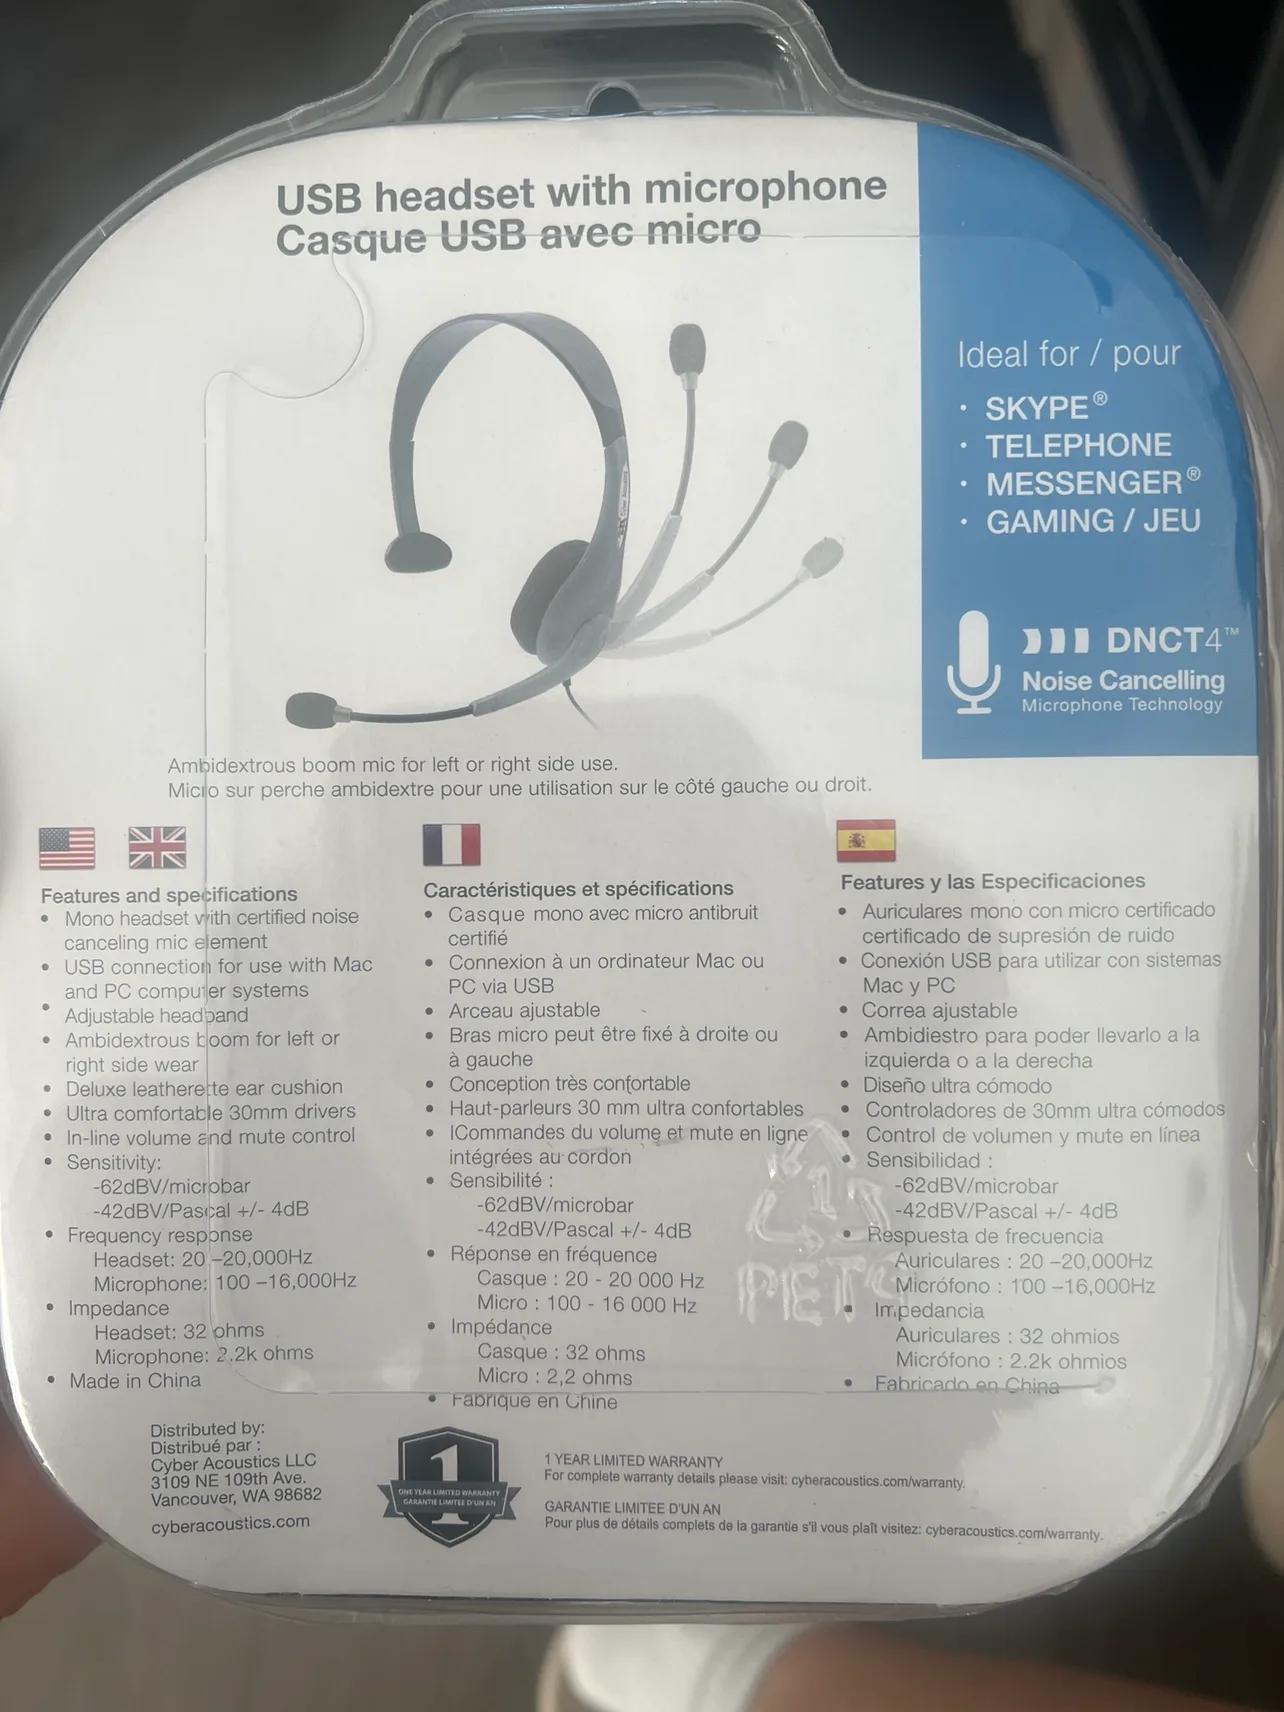 USB headset with microphone
Casque USB avec micro
Ideal for / pour
· SKYPE®
· TELEPHONE
· MESSENGER®
· GAMING / JEU
DNCT4™
Noise Cancelling
Microphone Technology
Ambidextrous boom mic for left or right side use.
Micro sur perche ambidextre pour une utilisation sur le côté gauche ou droit.
Features and specifications
• Mono headset with certified noise
canceling mic element
• USB connection for use with Mac
and PC computer systems
• Adjustable headband
• Ambidextrous boom for left or
right side wear
• Deluxe leatherette ear cushion
• Ultra comfortable 30mm drivers
• In-line volume and mute control
• Sensitivity:
-62dBV/microbar
-42dBV/Pascal +/- 4dB
• Frequency response
Headset: 20 –20,000Hz
Microphone: 100 –16,000Hz
• Impedance
Headset: 32 ohms
Microphone: 2.2k ohms
• Made in China
Caractéristiques et spécifications
• Casque mono avec micro antibruit
certifié
• Connexion à un ordinateur Mac ou
PC via USB
• Arceau ajustable
• Bras micro peut être fixé à droite ou
à gauche
• Conception très confortable
• Haut-parleurs 30 mm ultra confortables
• ICommandes du volume et mute en ligne
intégrées au cordon
• Sensibilité :
-62dBV/microbar
-42dBV/Pascal +/- 4dB
• Réponse en fréquence
Casque : 20 - 20 000 Hz
Micro : 100 - 16 000 Hz
• Impédance
Casque : 32 ohms
Micro : 2,2 ohms
• Fabrique en Chine
Features y las Especificaciones
• Auriculares mono con micro certificado
certificado de supresión de ruido
• Conexión USB para utilizar con sistemas
Mac y PC
• Correa ajustable
• Ambidiestro para poder llevarlo a la
izquierda o a la derecha
• Diseño ultra cómodo
• Controladores de 30mm ultra cómodos
• Control de volumen y mute en línea
• Sensibilidad :
-62dBV/microbar
-42dBV/Pascal +/- 4dB
• Respuesta de frecuencia
Auriculares : 20 –20,000Hz
Micrófono : 100 –16,000Hz
• Impedancia
Auriculares : 32 ohmios
Micrófono : 2.2k ohmios
• Fabricado en China
1
PET
Distributed by:
Distribué par :
Cyber Acoustics LLC
3109 NE 109th Ave.
Vancouver, WA 98682
cyberacoustics.com
1
ONE YEAR LIMITED WARRANTY
GARANTIE LIMITEE D'UN AN
1 YEAR LIMITED WARRANTY
For complete warranty details please visit: cyberacoustics.com/warranty.
GARANTIE LIMITEE D'UN AN
Pour plus de détails complets de la garantie s'il vous plaît visitez: cyberacoustics.com/warranty.